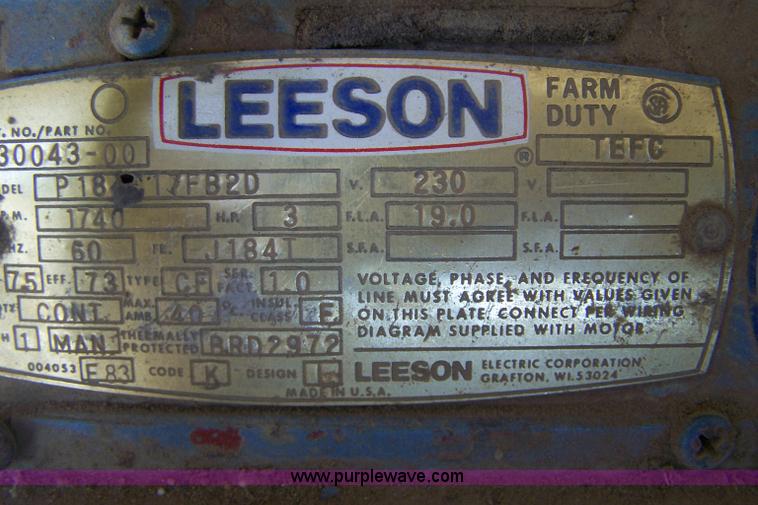 LEESON
®
FARM DUTY
TEFC
T. NO./PART NO.
30043-00
DEL V. 230 V.
P.M. 1740 H.P. 3 F.L.A. 19.0 F.L.A.
HZ. 60 FR. J184T S.F.A. S.F.A.
75 EFF. 73 TYPE CF SER. FACT. 1.0
CONT. MAX. AMB. 40 °C. INSUL CLASS F
H 1 MAN. THERMALLY PROTECTED BRD2972
004053 E 83 CODE K DESIGN L
MADE IN U.S.A.
VOLTAGE, PHASE, AND FREQUENCY OF
LINE MUST AGREE WITH VALUES GIVEN
ON THIS PLATE. CONNECT PER WIRING
DIAGRAM SUPPLIED WITH MOTOR.
LEESON ELECTRIC CORPORATION
GRAFTON, WI. 53024
www.purplewave.com